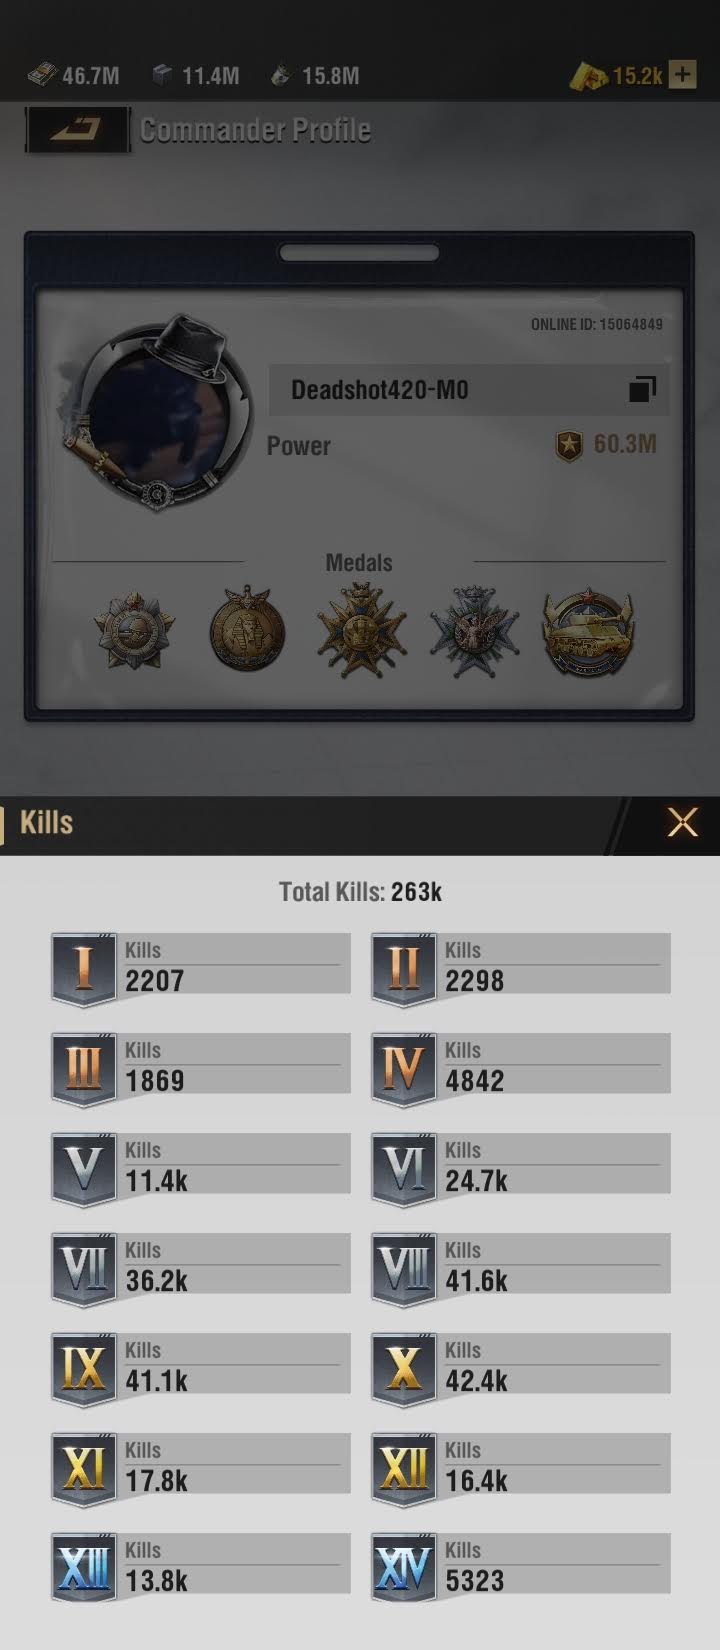 46.7M 11.4M 15.8M 15.2k +
Commander Profile
ONLINE ID: 15064849
Deadshot420-M0
Power 60.3M
Medals
Kills
Total Kills: 263k
I Kills 2207
II Kills 2298
III Kills 1869
IV Kills 4842
V Kills 11.4k
VI Kills 24.7k
VII Kills 36.2k
VIII Kills 41.6k
IX Kills 41.1k
X Kills 42.4k
XI Kills 17.8k
XII Kills 16.4k
XIII Kills 13.8k
XIV Kills 5323